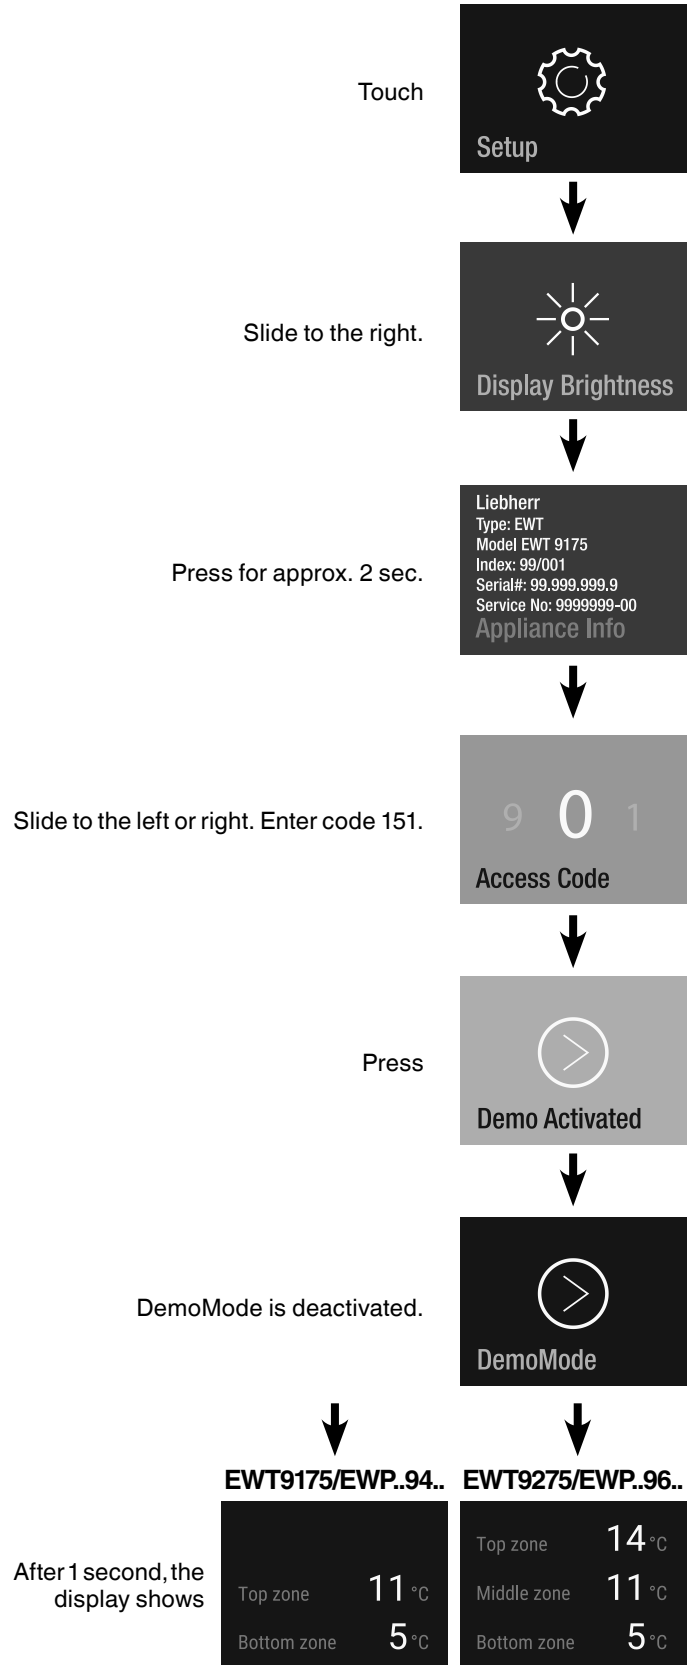 Touch
Setup
Slide to the right.
Display Brightness
Press for approx. 2 sec.
Liebherr
Type: EWT
Model EWT 9175
Index: 99/001
Serial#: 99.999.999.9
Service No: 9999999-00
Appliance Info
Slide to the left or right. Enter code 151.
9 0 1
Access Code
Press
Demo Activated
DemoMode is deactivated.
DemoMode
EWT9175/EWP..94..
EWT9275/EWP..96..
After 1 second, the
display shows
Top zone 11 °C
Bottom zone 5 °C
Top zone 14 °C
Middle zone 11 °C
Bottom zone 5 °C